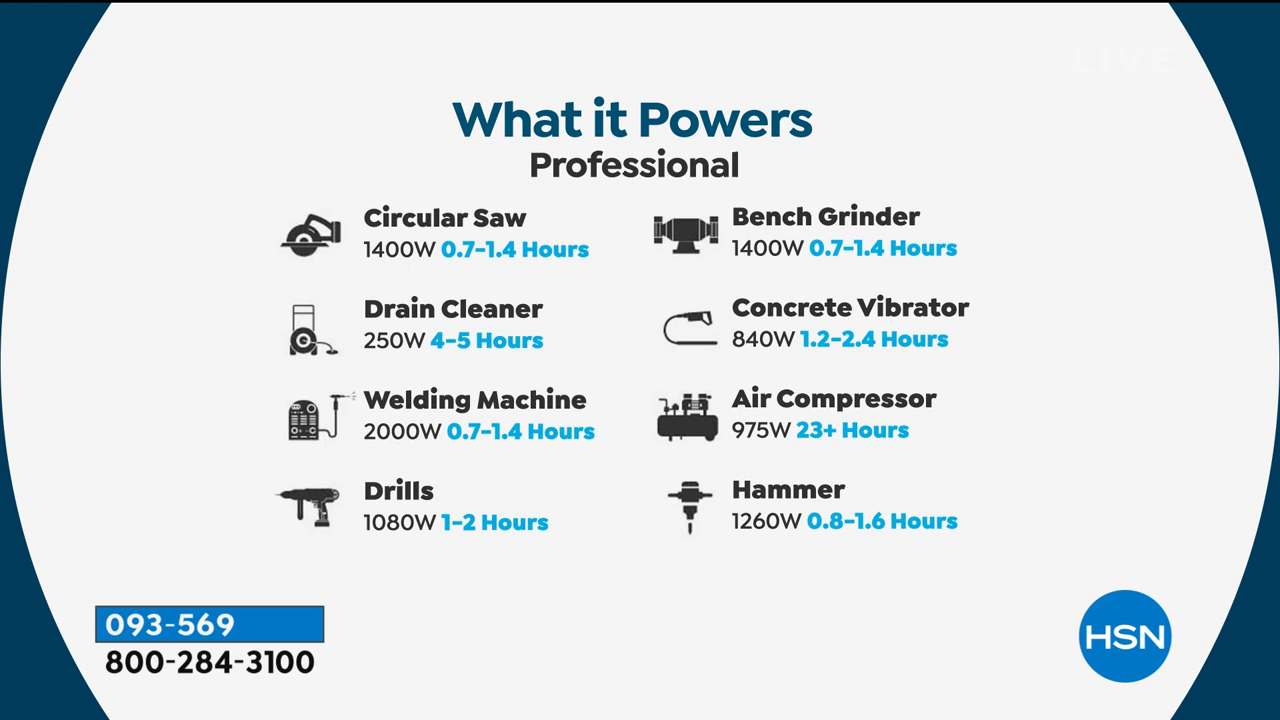 LIVE
What it Powers
Professional
Circular Saw
1400W 0.7-1.4 Hours
Bench Grinder
1400W 0.7-1.4 Hours
Drain Cleaner
250W 4-5 Hours
Concrete Vibrator
840W 1.2-2.4 Hours
Welding Machine
2000W 0.7-1.4 Hours
Air Compressor
975W 23+ Hours
Drills
1080W 1-2 Hours
Hammer
1260W 0.8-1.6 Hours
093-569
800-284-3100
HSN